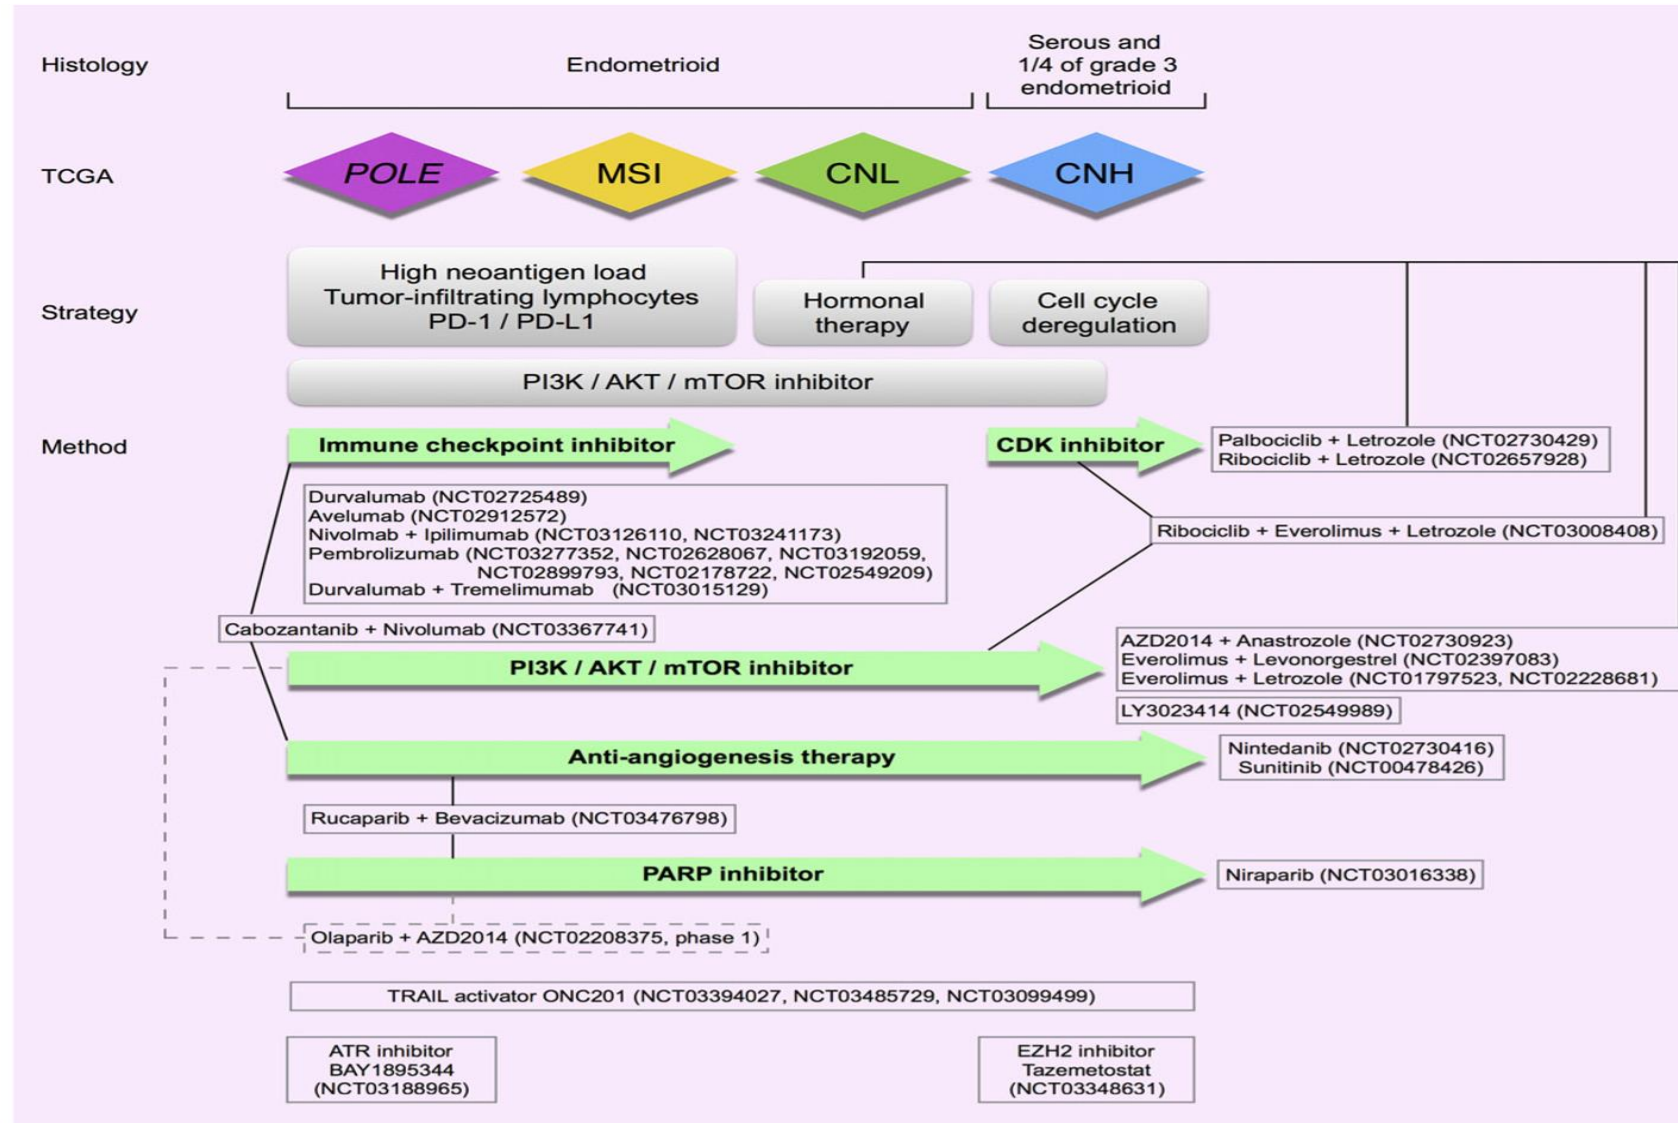 Histology
Endometrioid
Serous and
1/4 of grade 3
endometrioid
TCGA
POLE
MSI
CNL
CNH
Strategy
High neoantigen load
Tumor-infiltrating lymphocytes
PD-1 / PD-L1
Hormonal
therapy
Cell cycle
deregulation
PI3K / AKT / mTOR inhibitor
Method
Immune checkpoint inhibitor
CDK inhibitor
Palbociclib + Letrozole (NCT02730429)
Ribociclib + Letrozole (NCT02657928)
Durvalumab (NCT02725489)
Avelumab (NCT02912572)
Nivolmab + Ipilimumab (NCT03126110, NCT03241173)
Pembrolizumab (NCT03277352, NCT02628067, NCT03192059,
NCT02899793, NCT02178722, NCT02549209)
Durvalumab + Tremelimumab (NCT03015129)
Ribociclib + Everolimus + Letrozole (NCT03008408)
Cabozantanib + Nivolumab (NCT03367741)
PI3K / AKT / mTOR inhibitor
AZD2014 + Anastrozole (NCT02730923)
Everolimus + Levonorgestrel (NCT02397083)
Everolimus + Letrozole (NCT01797523, NCT02228681)
LY3023414 (NCT02549989)
Anti-angiogenesis therapy
Nintedanib (NCT02730416)
Sunitinib (NCT00478426)
Rucaparib + Bevacizumab (NCT03476798)
PARP inhibitor
Niraparib (NCT03016338)
Olaparib + AZD2014 (NCT02208375, phase 1)
TRAIL activator ONC201 (NCT03394027, NCT03485729, NCT03099499)
ATR inhibitor
BAY1895344
(NCT03188965)
EZH2 inhibitor
Tazemetostat
(NCT03348631)